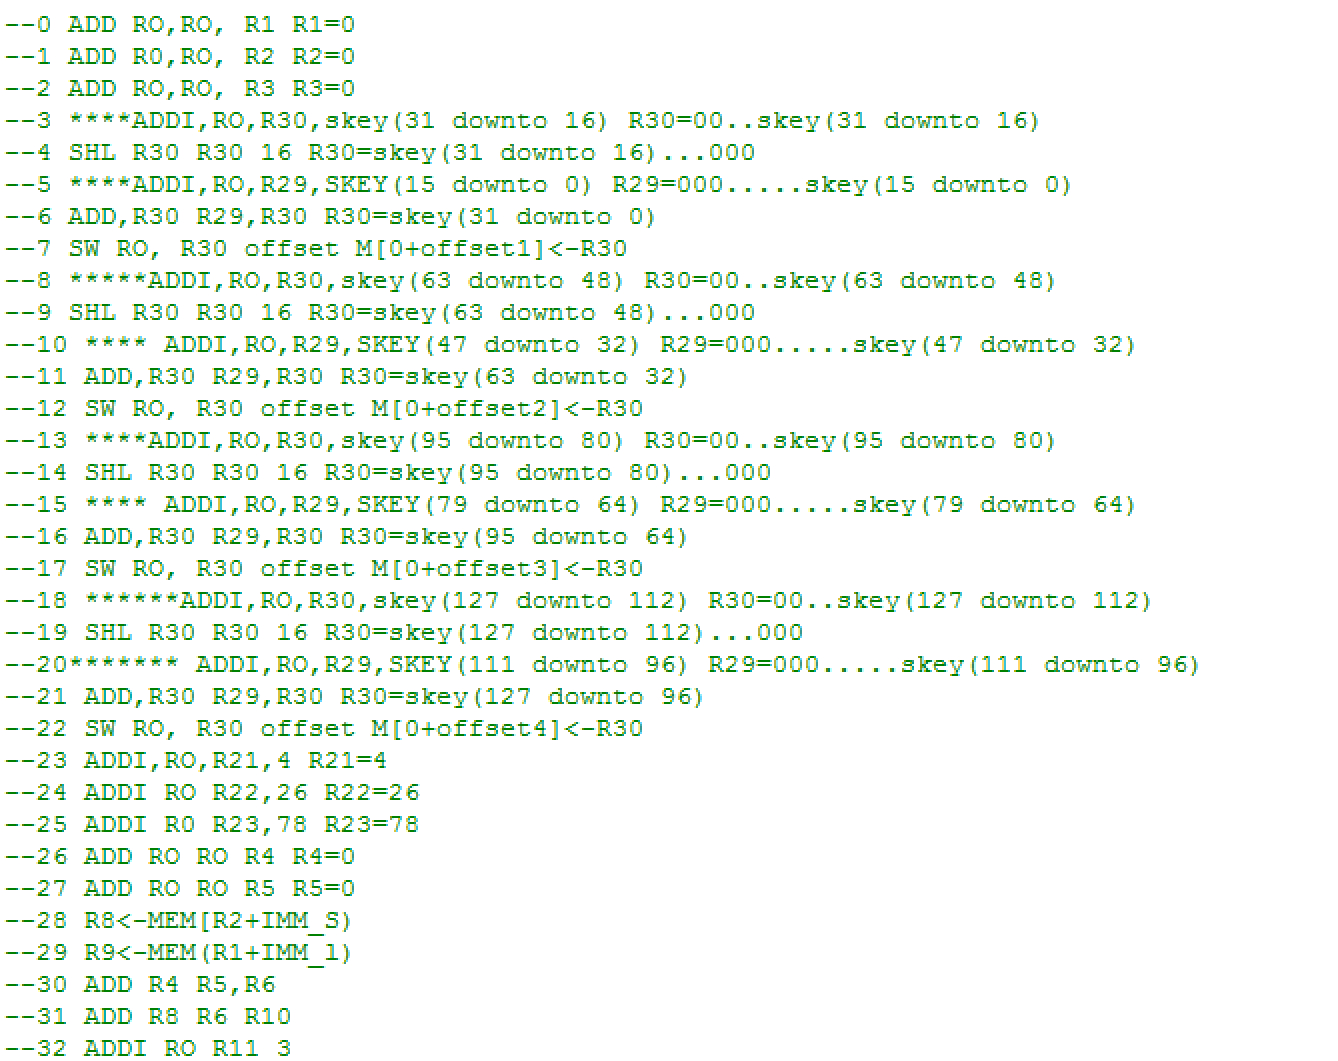 --0 ADD RO,RO, R1 R1=0
--1 ADD R0,RO, R2 R2=0
--2 ADD RO,RO, R3 R3=0
--3 ****ADDI,RO,R30,skey(31 downto 16) R30=00..skey(31 downto 16)
--4 SHL R30 R30 16 R30=skey(31 downto 16)...000
--5 ****ADDI,RO,R29,SKEY(15 downto 0) R29=000.....skey(15 downto 0)
--6 ADD,R30 R29,R30 R30=skey(31 downto 0)
--7 SW RO, R30 offset M[0+offset1]<-R30
--8 *****ADDI,RO,R30,skey(63 downto 48) R30=00..skey(63 downto 48)
--9 SHL R30 R30 16 R30=skey(63 downto 48)...000
--10 **** ADDI,RO,R29,SKEY(47 downto 32) R29=000.....skey(47 downto 32)
--11 ADD,R30 R29,R30 R30=skey(63 downto 32)
--12 SW RO, R30 offset M[0+offset2]<-R30
--13 ****ADDI,RO,R30,skey(95 downto 80) R30=00..skey(95 downto 80)
--14 SHL R30 R30 16 R30=skey(95 downto 80)...000
--15 **** ADDI,RO,R29,SKEY(79 downto 64) R29=000.....skey(79 downto 64)
--16 ADD,R30 R29,R30 R30=skey(95 downto 64)
--17 SW RO, R30 offset M[0+offset3]<-R30
--18 ******ADDI,RO,R30,skey(127 downto 112) R30=00..skey(127 downto 112)
--19 SHL R30 R30 16 R30=skey(127 downto 112)...000
--20******* ADDI,RO,R29,SKEY(111 downto 96) R29=000.....skey(111 downto 96)
--21 ADD,R30 R29,R30 R30=skey(127 downto 96)
--22 SW RO, R30 offset M[0+offset4]<-R30
--23 ADDI,RO,R21,4 R21=4
--24 ADDI RO R22,26 R22=26
--25 ADDI R0 R23,78 R23=78
--26 ADD RO RO R4 R4=0
--27 ADD RO RO R5 R5=0
--28 R8<-MEM[R2+IMM_S)
--29 R9<-MEM(R1+IMM_l)
--30 ADD R4 R5,R6
--31 ADD R8 R6 R10
--32 ADDI RO R11 3